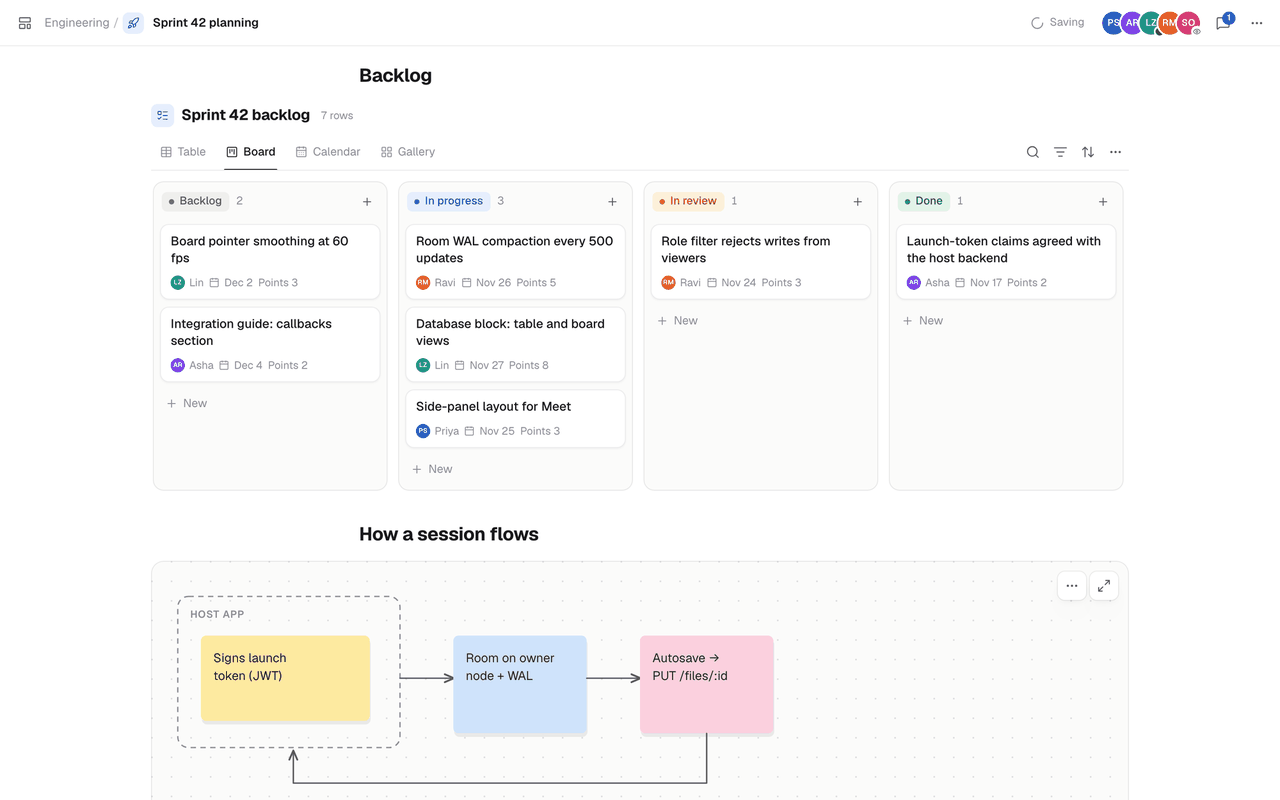 Engineering / Sprint 42 planning
Saving
PS AR LZ RM SO
1
Backlog
Sprint 42 backlog 7 rows
Table Board Calendar Gallery
Backlog 2
Board pointer smoothing at 60
fps
LZ Lin Dec 2 Points 3
Integration guide: callbacks
section
AR Asha Dec 4 Points 2
+ New
In progress 3
Room WAL compaction every 500
updates
RM Ravi Nov 26 Points 5
Database block: table and board
views
LZ Lin Nov 27 Points 8
Side-panel layout for Meet
PS Priya Nov 25 Points 3
+ New
In review 1
Role filter rejects writes from
viewers
RM Ravi Nov 24 Points 3
+ New
Done 1
Launch-token claims agreed with
the host backend
AR Asha Nov 17 Points 2
+ New
How a session flows
HOST APP
Signs launch
token (JWT)
Room on owner
node + WAL
Autosave →
PUT /files/:id